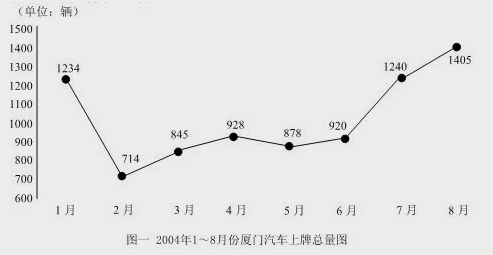 （单位：辆）
1500
1400
1300
1200
1100
1000
900
800
700
600
1234
714
845
928
878
920
1240
1405
1 月
2 月
3 月
4 月
5 月
6 月
7 月
8 月
图一 2004年1～8月份厦门汽车上牌总量图